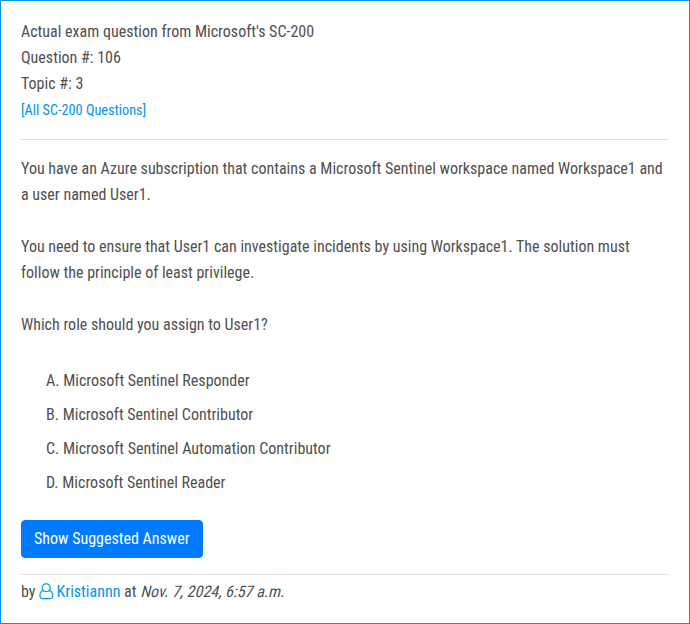 Actual exam question from Microsoft's SC-200
Question #: 106
Topic #: 3
[All SC-200 Questions]
You have an Azure subscription that contains a Microsoft Sentinel workspace named Workspace1 and
a user named User1.
You need to ensure that User1 can investigate incidents by using Workspace1. The solution must
follow the principle of least privilege.
Which role should you assign to User1?
A. Microsoft Sentinel Responder
B. Microsoft Sentinel Contributor
C. Microsoft Sentinel Automation Contributor
D. Microsoft Sentinel Reader
Show Suggested Answer
by Kristiannn at Nov. 7, 2024, 6:57 a.m.